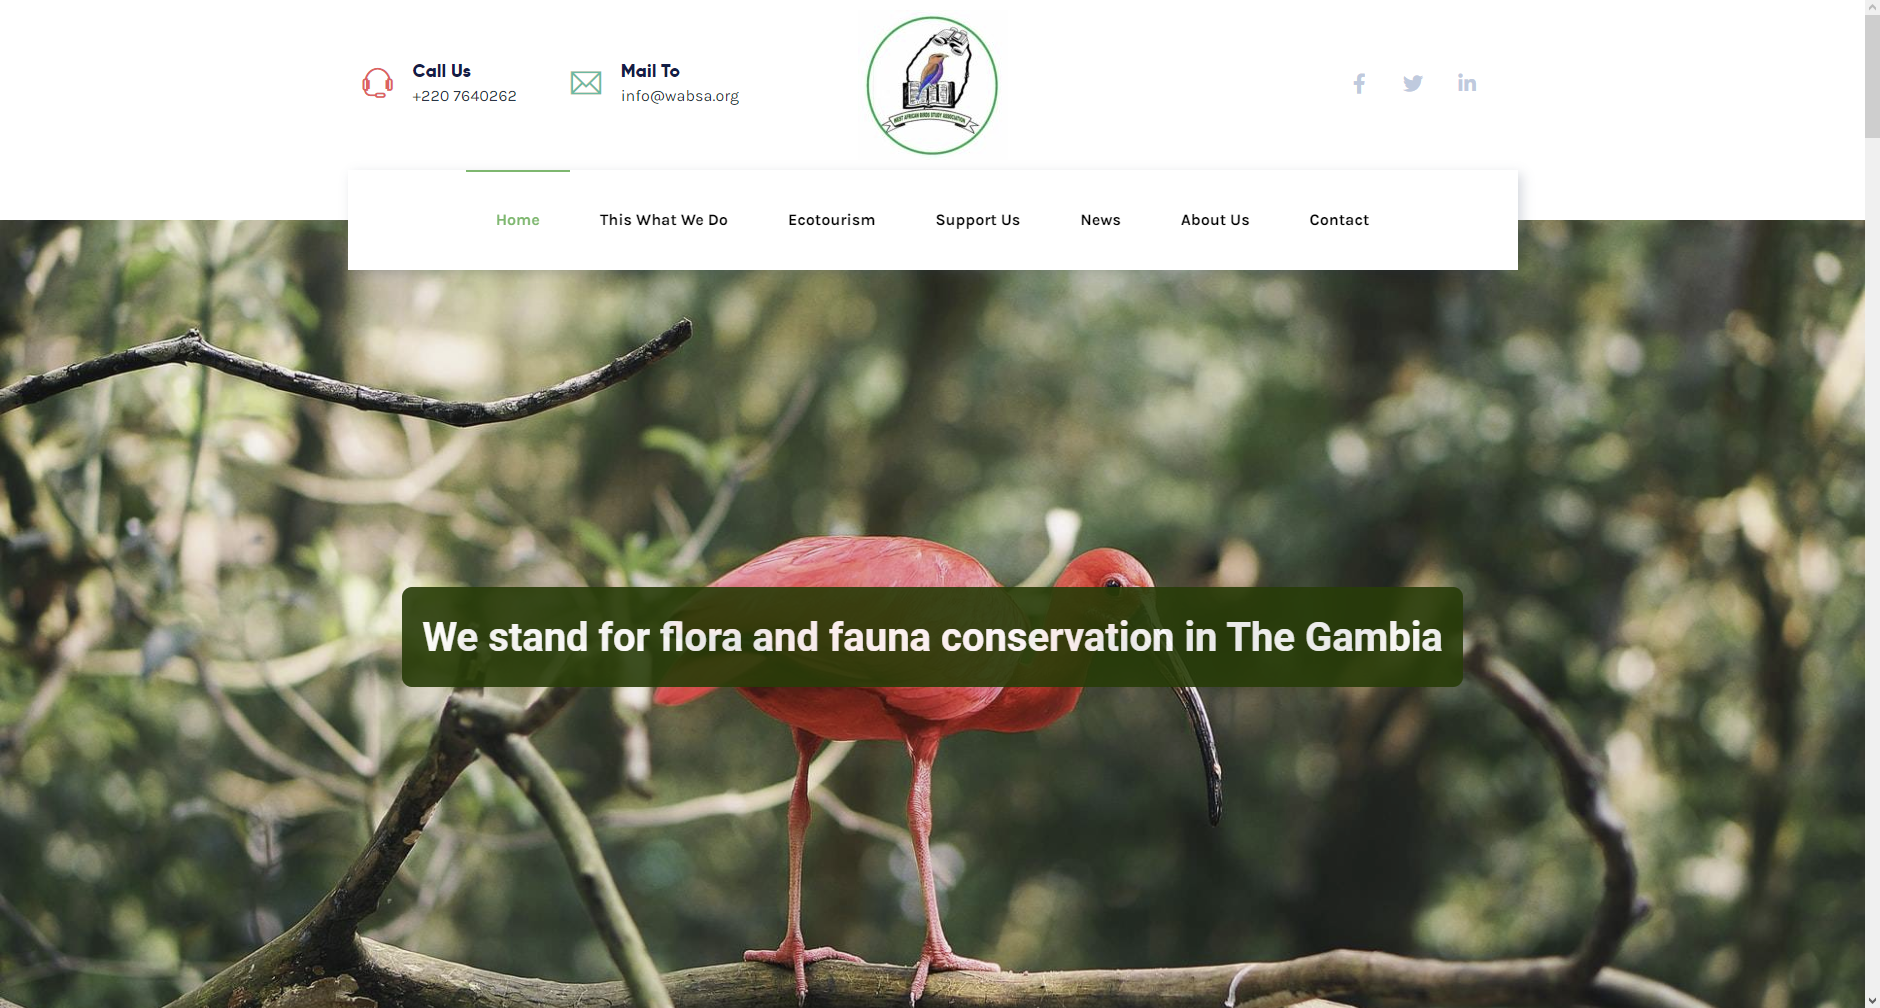 Call Us
+220 7640262
Mail To
info@wabsa.org
WEST AFRICAN BIRDS STUDY ASSOCIATION
Home
This What We Do
Ecotourism
Support Us
News
About Us
Contact
We stand for flora and fauna conservation in The Gambia